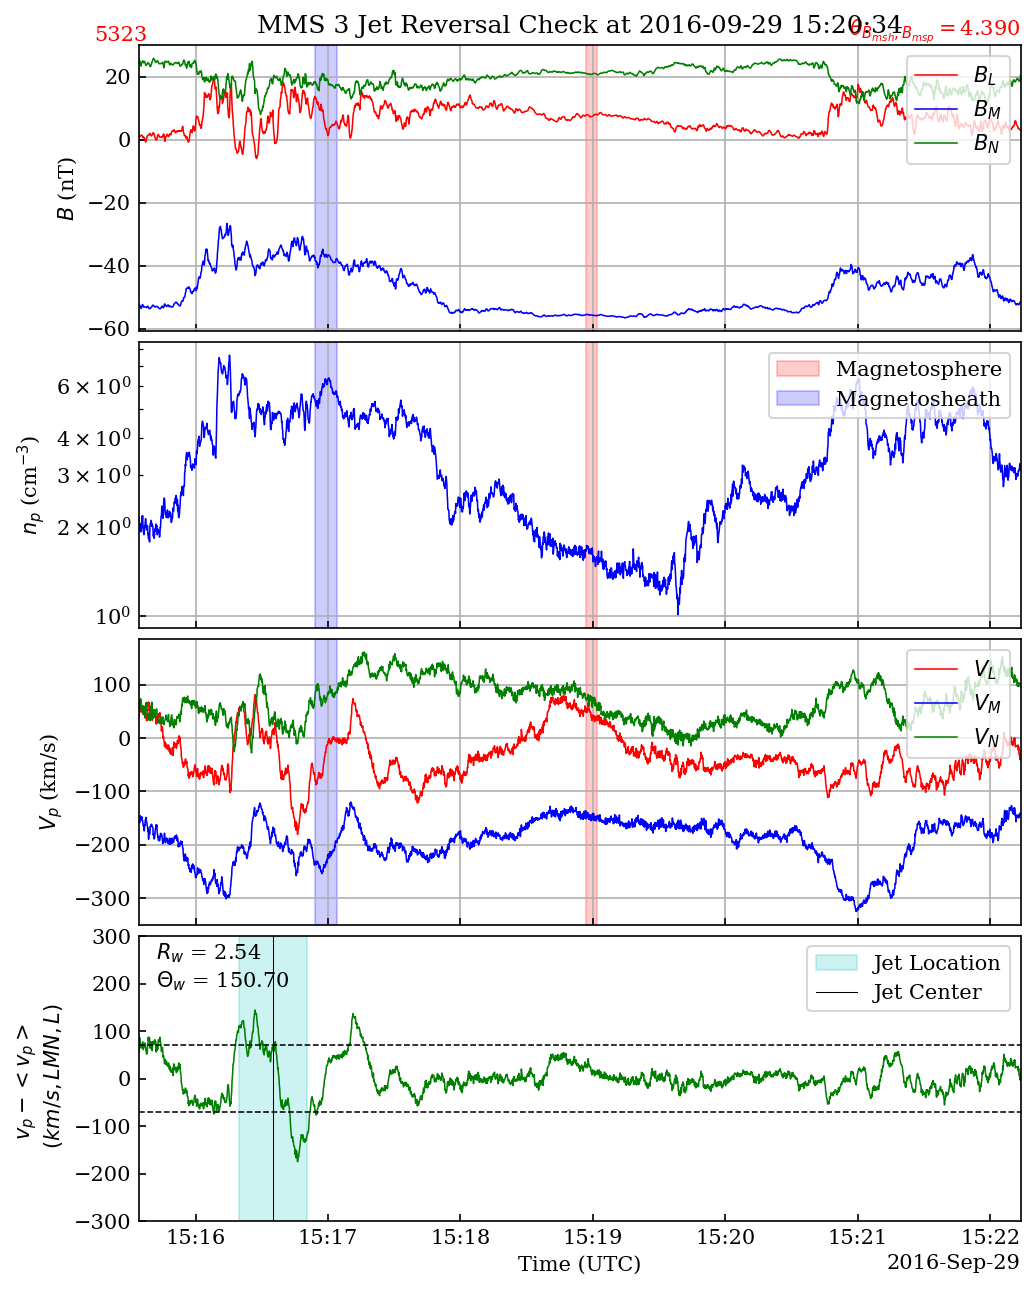 MMS 3 Jet Reversal Check at 2016-09-29 15:20:34
5323
θ_{B_{msh}, B_{msp}} = 4.390
20
0
−20
−40
−60
B (nT)
B_L
B_M
B_N
6 × 10⁰
4 × 10⁰
3 × 10⁰
2 × 10⁰
10⁰
n_p (cm⁻³)
Magnetosphere
Magnetosheath
100
0
−100
−200
−300
V_p (km/s)
V_L
V_M
V_N
300
200
100
0
−100
−200
−300
v_p − <v_p>
(km/s, LMN, L)
R_w = 2.54
Θ_w = 150.70
Jet Location
Jet Center
15:16 15:17 15:18 15:19 15:20 15:21 15:22
Time (UTC)
2016-Sep-29